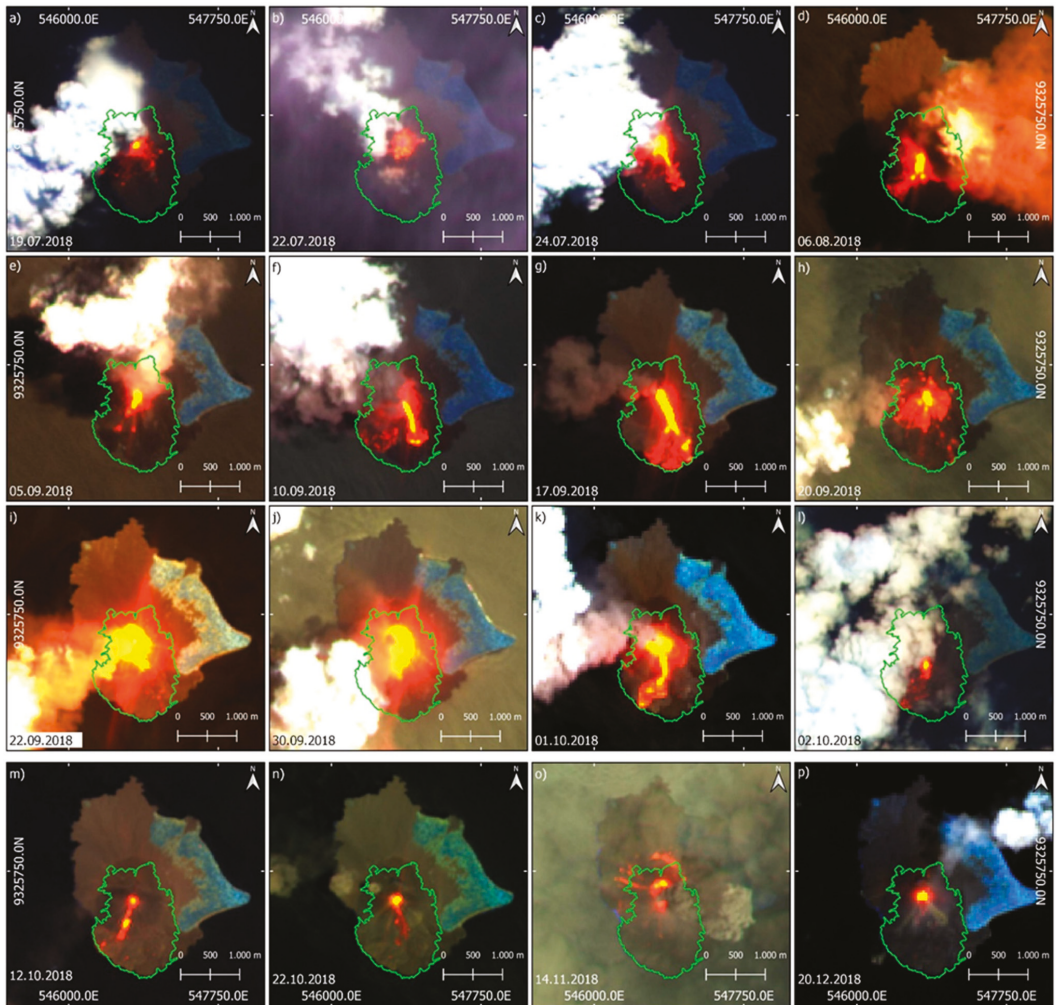 a)
546000.0E 547750.0E
N
9325750.0N
0 500 1.000 m
19.07.2018
b)
N
0 500 1.000 m
22.07.2018
c)
546000.0E 547750.0E
N
0 500 1.000 m
24.07.2018
d)
546000.0E 547750.0E
N
9325750.0N
0 500 1.000 m
06.08.2018
e)
N
9325750.0N
0 500 1.000 m
05.09.2018
f)
N
0 500 1.000 m
10.09.2018
g)
N
0 500 1.000 m
17.09.2018
h)
N
9325750.0N
0 500 1.000 m
20.09.2018
i)
N
9325750.0N
0 500 1.000 m
22.09.2018
j)
N
0 500 1.000 m
30.09.2018
k)
N
0 500 1.000 m
01.10.2018
l)
N
9325750.0N
0 500 1.000 m
02.10.2018
m)
N
9325750.0N
0 500 1.000 m
12.10.2018
546000.0E 547750.0E
n)
N
0 500 1.000 m
22.10.2018
546000.0E 547750.0E
o)
N
0 500 1.000 m
14.11.2018
546000.0E 547750.0E
p)
N
9325750.0N
0 500 1.000 m
20.12.2018
546000.0E 547750.0E